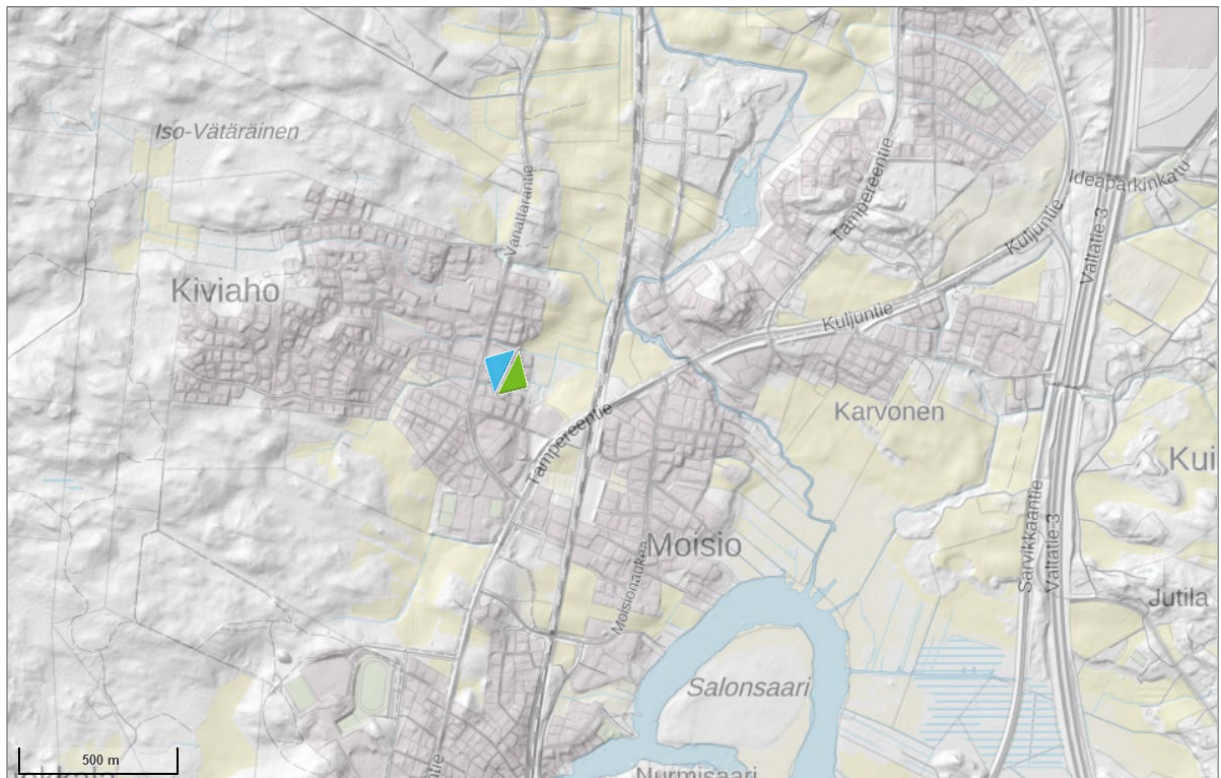 Iso-Vätäräinen
Vanattarantie
Tampereentie
Ideaparkinkatu
Kuljuntie
Valtatie 3
Kiviaho
Kuljuntie
Karvonen
Tampereentie
Kui
Moisio
Sarvikkaantie
Valtatie 3
Jutila
Salonsaari
Nurmisaari
500 m